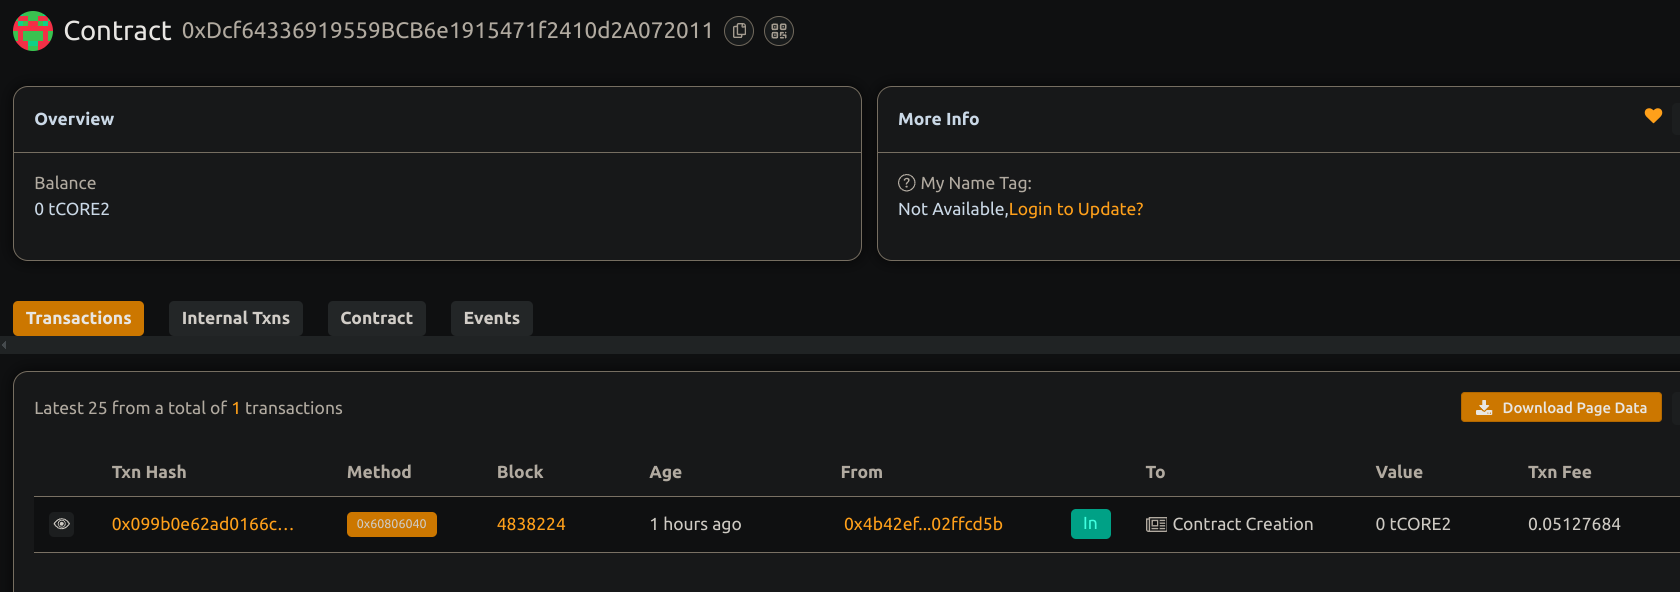 Contract 0xDcf64336919559BCB6e1915471f2410d2A072011
Overview
Balance
0 tCORE2
More Info
My Name Tag:
Not Available,Login to Update?
Transactions Internal Txns Contract Events
Latest 25 from a total of 1 transactions
Download Page Data
Txn Hash Method Block Age From To Value Txn Fee
0x099b0e62ad0166c... 0x60806040 4838224 1 hours ago 0x4b42ef...02ffcd5b In Contract Creation 0 tCORE2 0.05127684